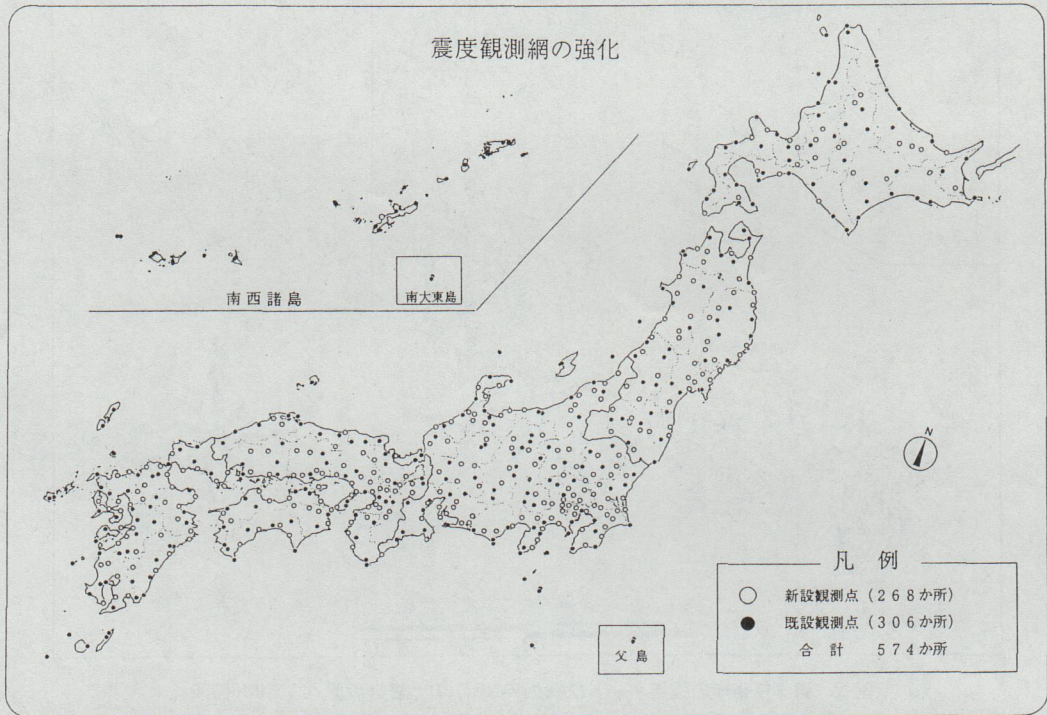 震度観測網の強化
南西諸島
南大東島
N
父島
凡例
○ 新設観測点(268か所)
● 既設観測点(306か所)
合計 574か所